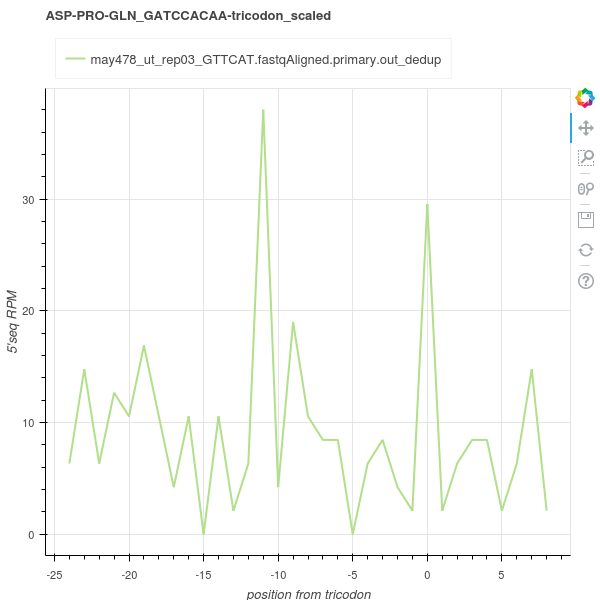 ASP-PRO-GLN_GATCCACAA-tricodon_scaled
may478_ut_rep03_GTTCAT.fastqAligned.primary.out_dedup
5'seq RPM
30
20
10
0
-25 -20 -15 -10 -5 0 5
position from tricodon